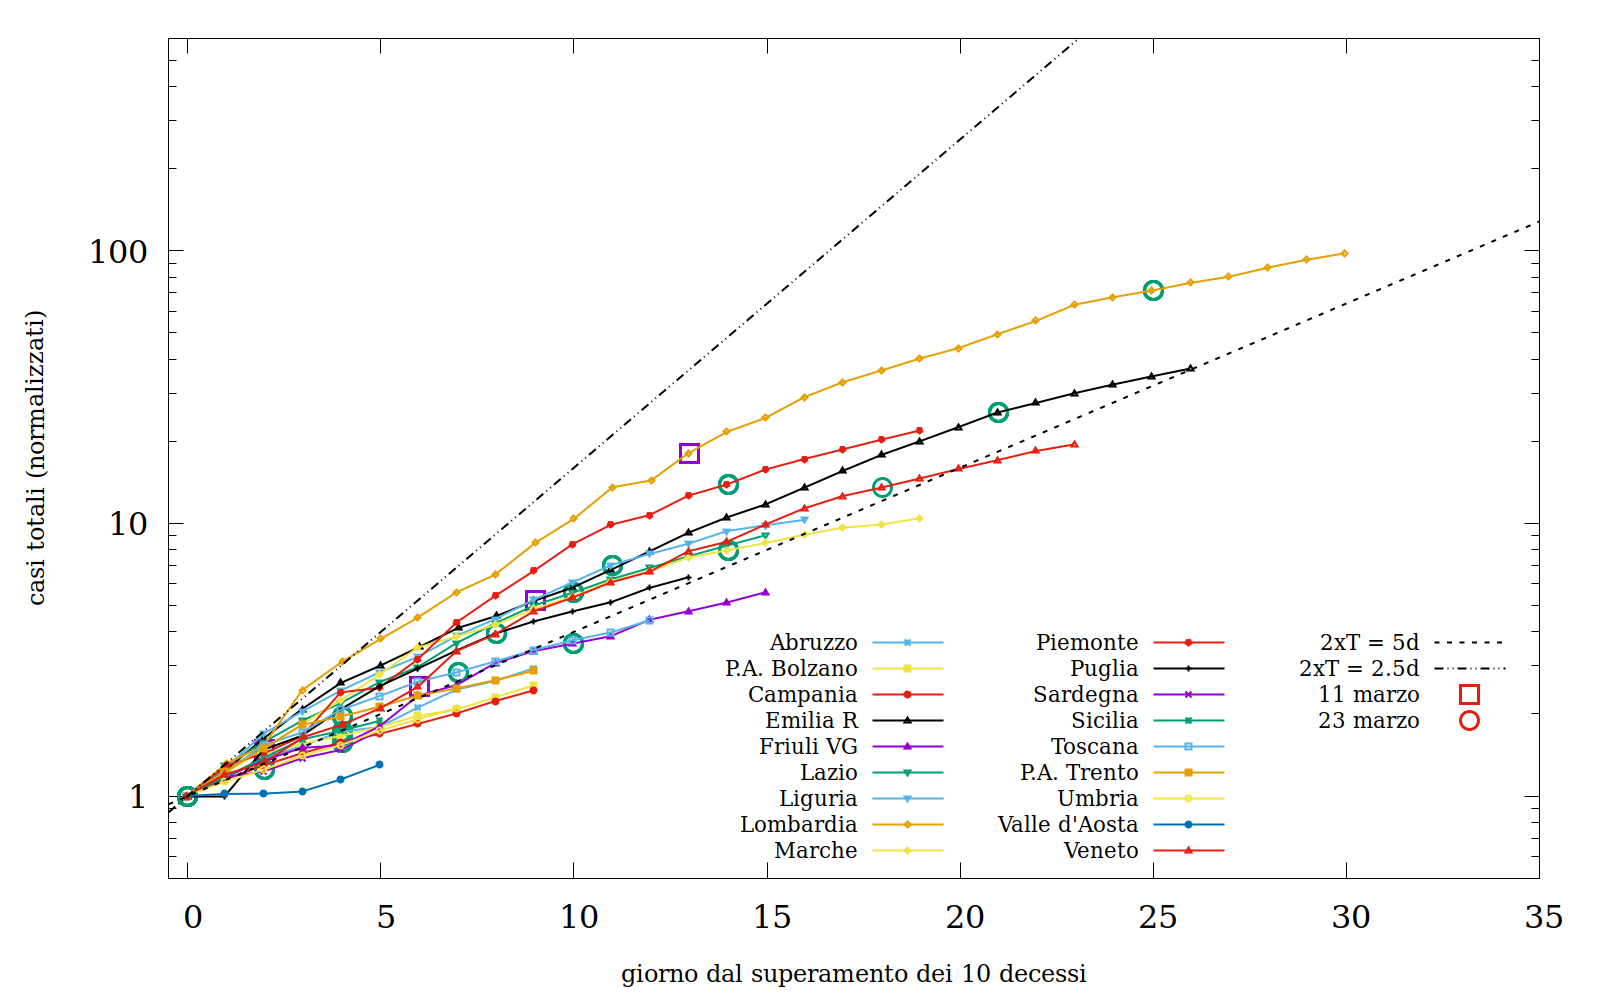 casi totali (normalizzati)
100
10
1
0 5 10 15 20 25 30 35
giorno dal superamento dei 10 decessi
Abruzzo
P.A. Bolzano
Campania
Emilia R
Friuli VG
Lazio
Liguria
Lombardia
Marche
Piemonte
Puglia
Sardegna
Sicilia
Toscana
P.A. Trento
Umbria
Valle d'Aosta
Veneto
2xT = 5d
2xT = 2.5d
11 marzo
23 marzo